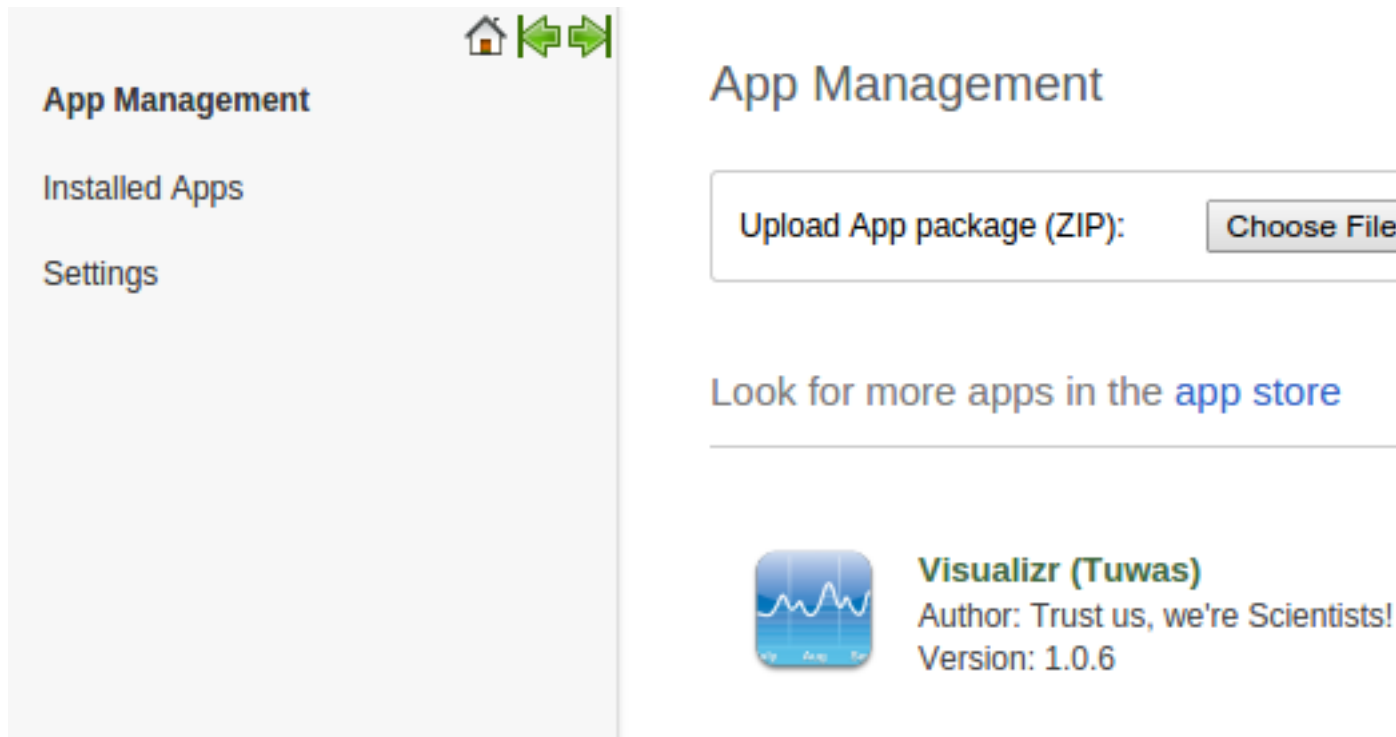 App Management
Installed Apps
Settings
App Management
Upload App package (ZIP): Choose File
Look for more apps in the app store
Visualizr (Tuwas)
Author: Trust us, we're Scientists!
Version: 1.0.6
Aug